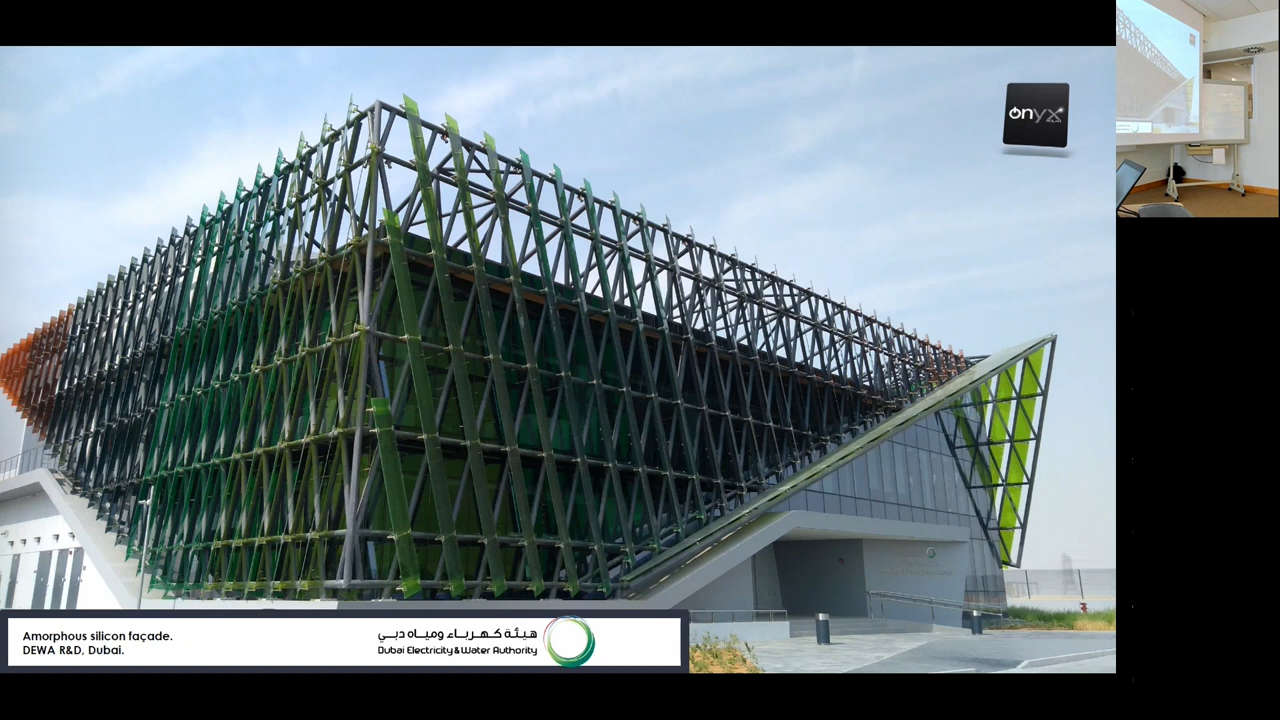 onyx
Amorphous silicon façade.
DEWA R&D, Dubai.
هيئة كهرباء ومياه دبي
Dubai Electricity & Water Authority